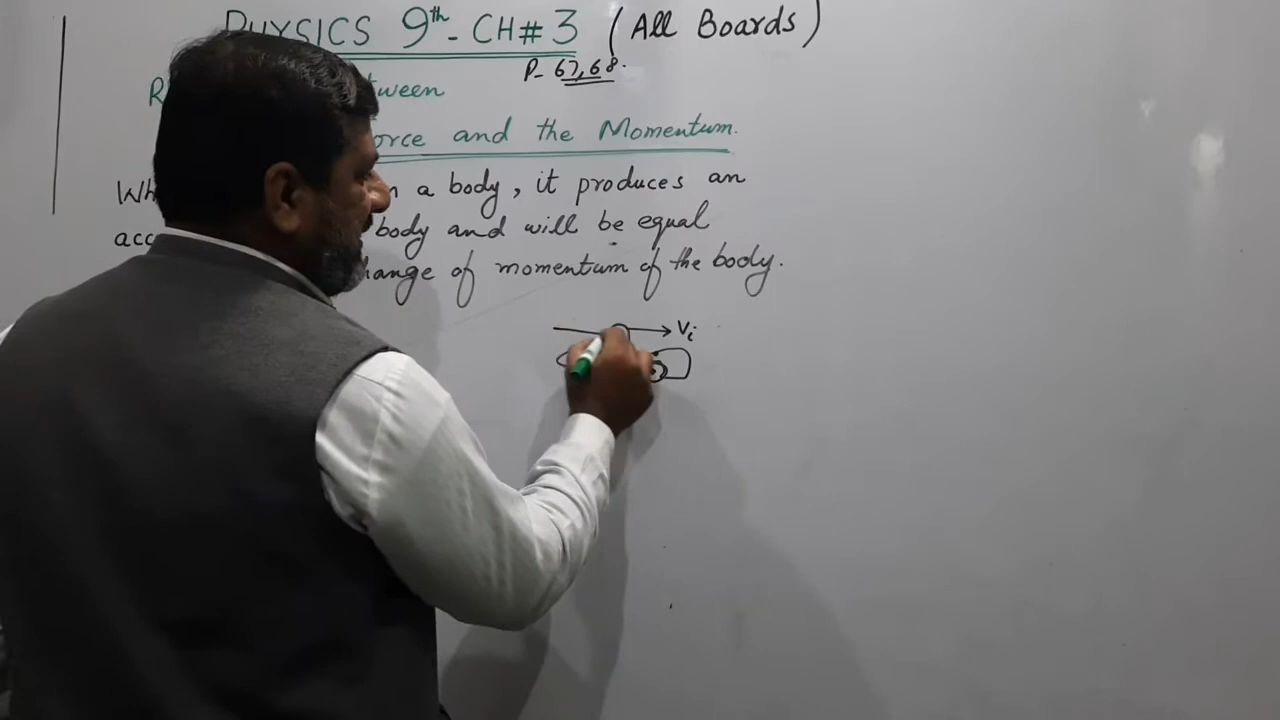 PHYSICS 9th - CH# 3 (All Boards)
P- 67,68.
tween
orce and the Momentum.
Wh n a body, it produces an
acc body and will be equal
hange of momentum of the body.
Vi